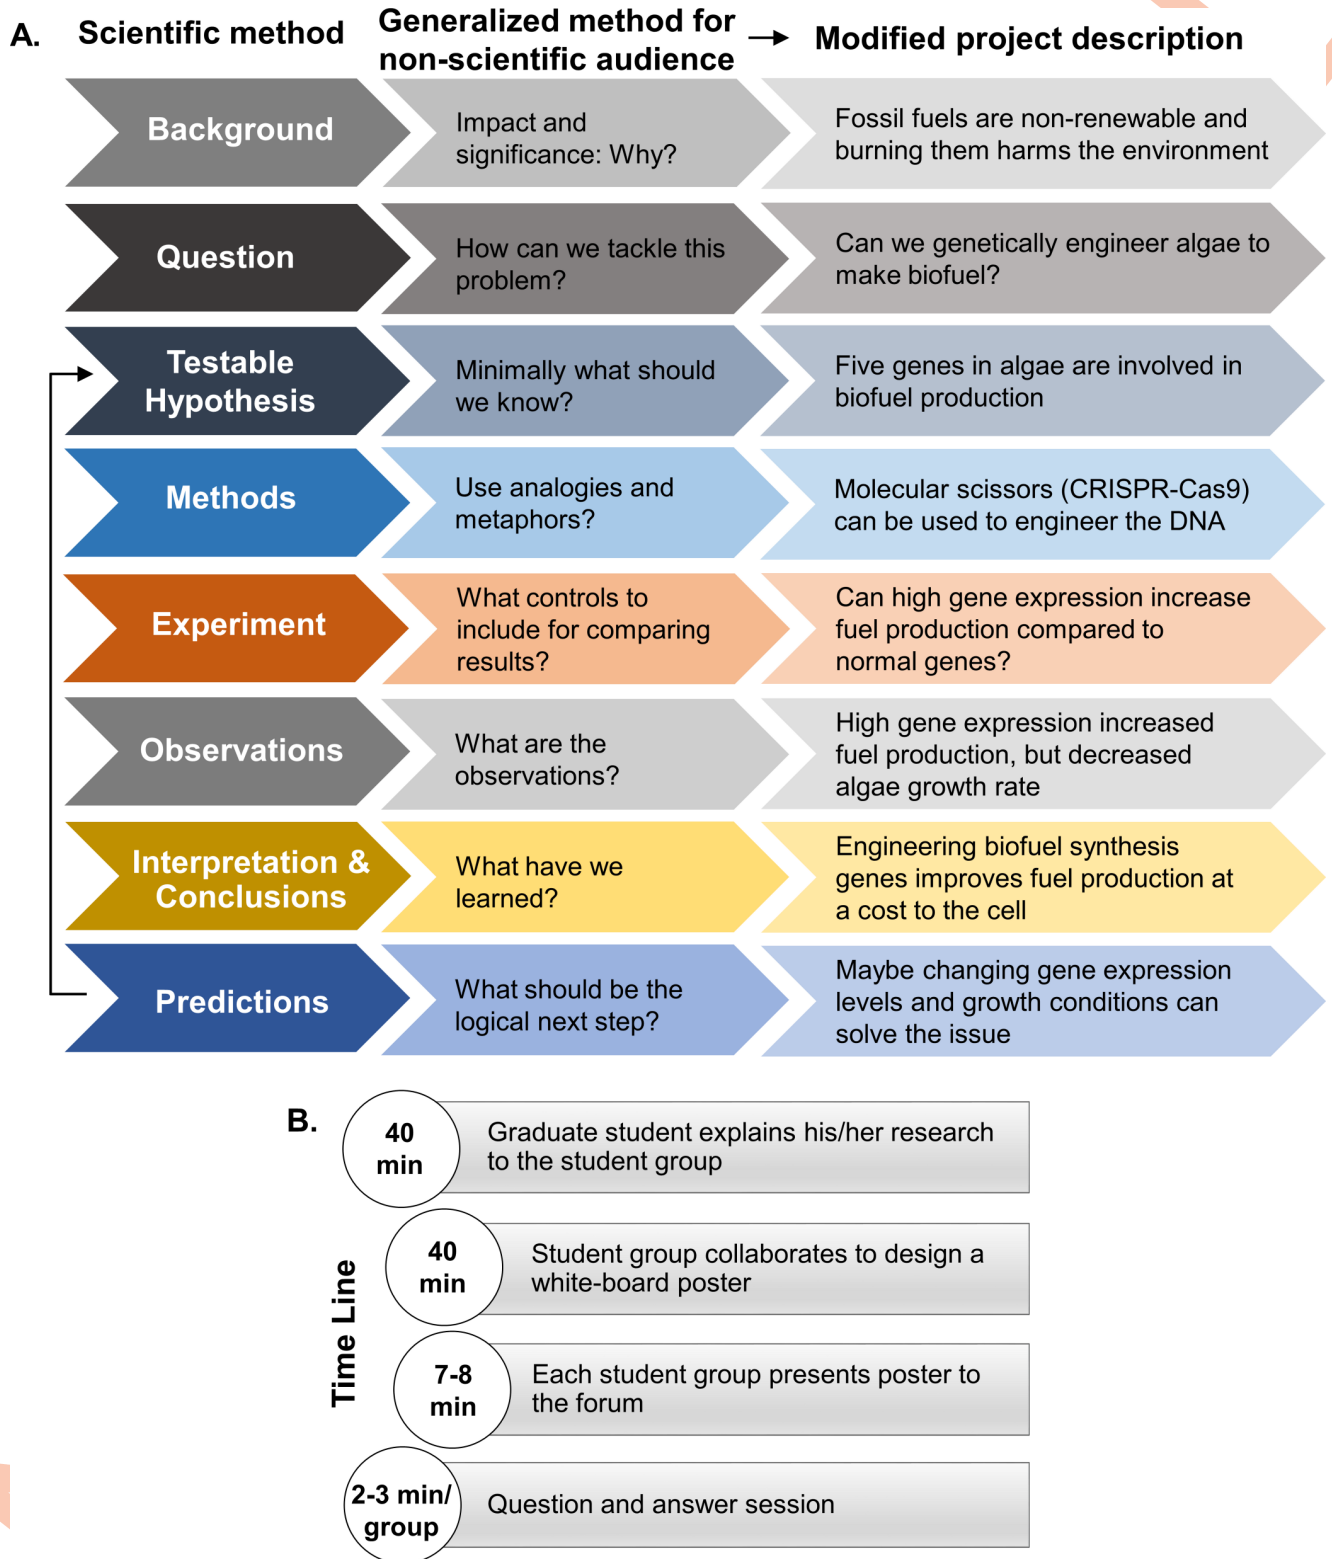 A.
Scientific method
Generalized method for
non-scientific audience
Modified project description
Background
Impact and
significance: Why?
Fossil fuels are non-renewable and
burning them harms the environment
Question
How can we tackle this
problem?
Can we genetically engineer algae to
make biofuel?
Testable
Hypothesis
Minimally what should
we know?
Five genes in algae are involved in
biofuel production
Methods
Use analogies and
metaphors?
Molecular scissors (CRISPR-Cas9)
can be used to engineer the DNA
Experiment
What controls to
include for comparing
results?
Can high gene expression increase
fuel production compared to
normal genes?
Observations
What are the
observations?
High gene expression increased
fuel production, but decreased
algae growth rate
Interpretation &
Conclusions
What have we
learned?
Engineering biofuel synthesis
genes improves fuel production at
a cost to the cell
Predictions
What should be the
logical next step?
Maybe changing gene expression
levels and growth conditions can
solve the issue
B.
Time Line
40
min
Graduate student explains his/her research
to the student group
40
min
Student group collaborates to design a
white-board poster
7-8
min
Each student group presents poster to
the forum
2-3 min/
group
Question and answer session